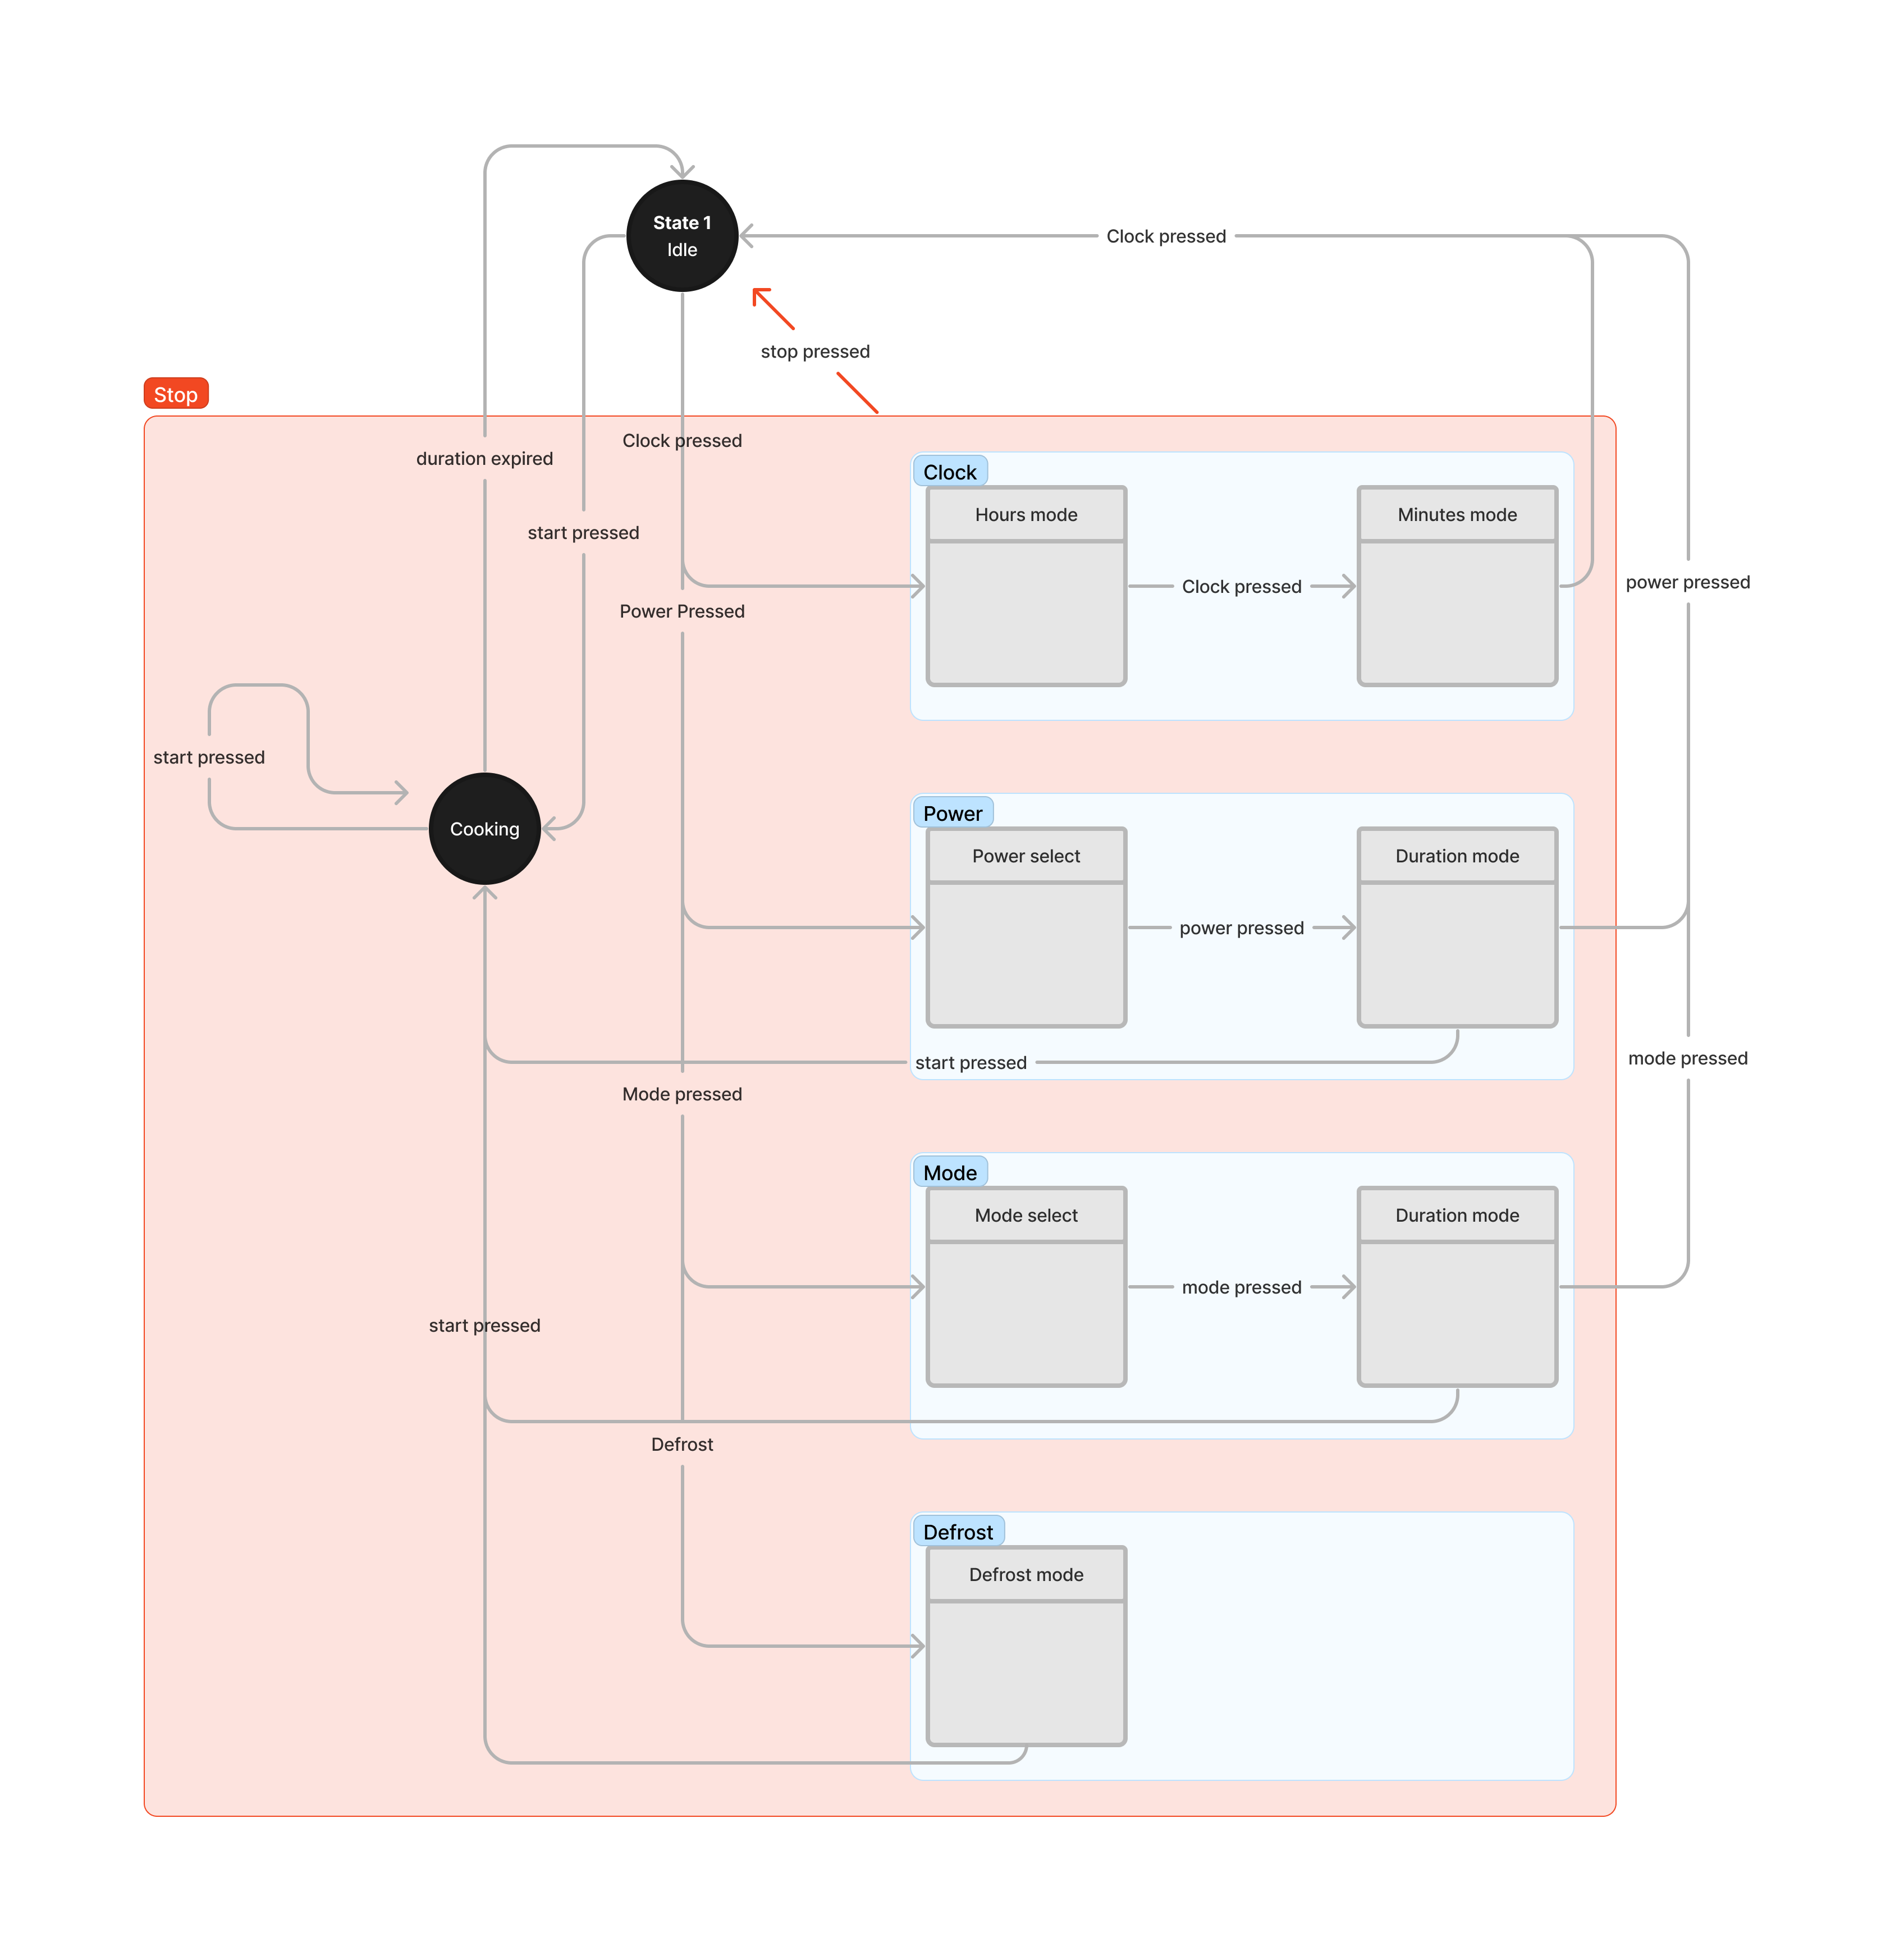 State 1
Idle
Clock pressed
stop pressed
Stop
Clock pressed
duration expired
Clock
Hours mode
Minutes mode
start pressed
power pressed
Clock pressed
Power Pressed
start pressed
Power
Cooking
Power select
Duration mode
power pressed
mode pressed
start pressed
Mode pressed
Mode
Mode select
Duration mode
mode pressed
start pressed
Defrost
Defrost
Defrost mode